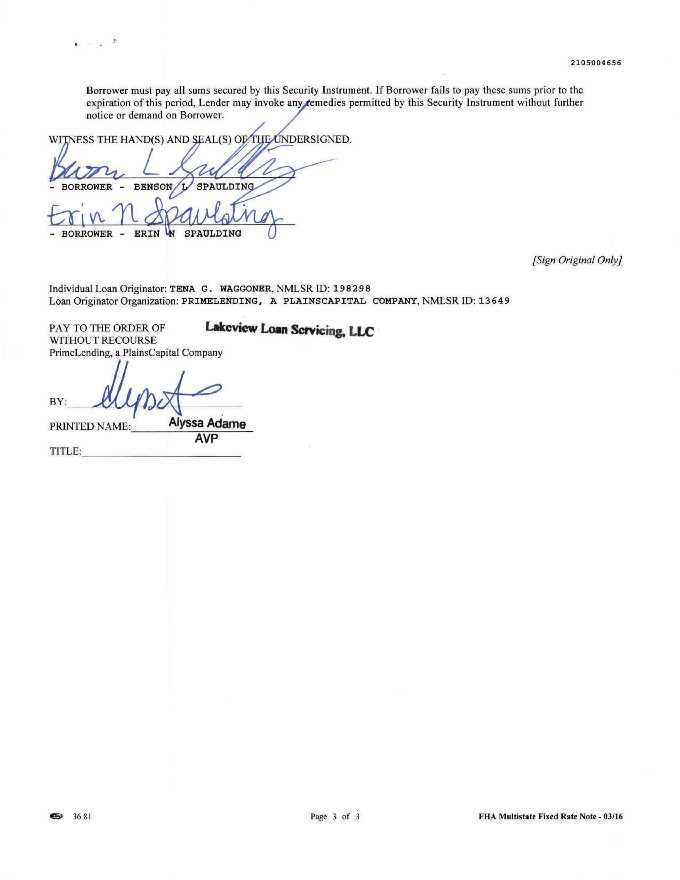 2105004656
Borrower must pay all sums secured by this Security Instrument. If Borrower fails to pay these sums prior to the
expiration of this period, Lender may invoke any remedies permitted by this Security Instrument without further
notice or demand on Borrower.
WITNESS THE HAND(S) AND SEAL(S) OF THE UNDERSIGNED.
- BORROWER - BENSON L SPAULDING
Erin N Spaulding
- BORROWER - ERIN N SPAULDING
[Sign Original Only]
Individual Loan Originator: TENA G. WAGGONER, NMLSR ID: 198298
Loan Originator Organization: PRIMELENDING, A PLAINSCAPITAL COMPANY, NMLSR ID: 13649
PAY TO THE ORDER OF Lakeview Loan Servicing, LLC
WITHOUT RECOURSE
PrimeLending, a PlainsCapital Company
BY:
PRINTED NAME: Alyssa Adame
AVP
TITLE:
36.81 Page 3 of 3 FHA Multistate Fixed Rate Note - 03/16